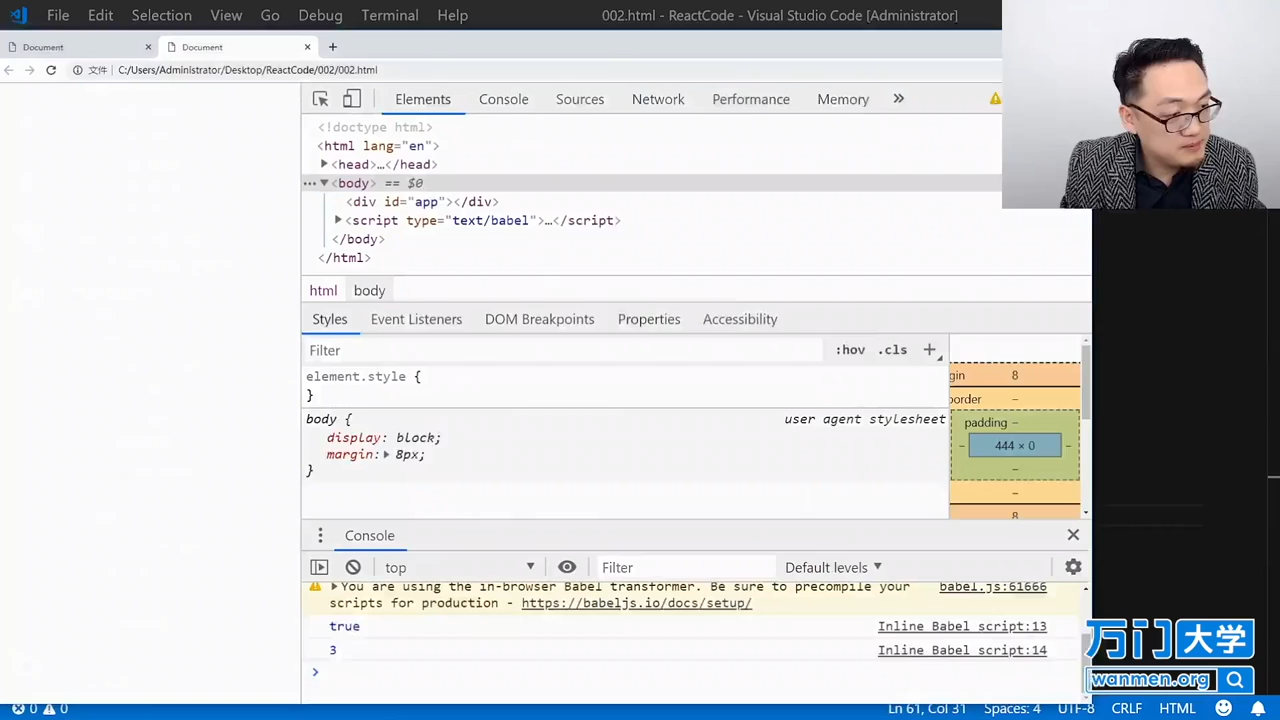 File Edit Selection View Go Debug Terminal Help 002.html - ReactCode - Visual Studio Code [Administrator]
Document × Document × +
文件 C:/Users/Administrator/Desktop/ReactCode/002/002.html
Elements Console Sources Network Performance Memory »
<!doctype html>
<html lang="en">
▶<head>…</head>
… ▼<body> == $0
<div id="app"></div>
▶<script type="text/babel">…</script>
</body>
</html>
html body
Styles Event Listeners DOM Breakpoints Properties Accessibility
Filter :hov .cls +
element.style {
}
body { user agent stylesheet
display: block;
margin:▶ 8px;
}
gin 8
border –
padding –
– 444 × 0 –
–
–
8
Console ×
top ▼ Filter Default levels ▼
▶You are using the in-browser Babel transformer. Be sure to precompile your babel.js:61666
scripts for production - https://babeljs.io/docs/setup/
true Inline Babel script:13
3 Inline Babel script:14
>
万门大学
wanmen.org
0 0 Ln 61, Col 31 Spaces: 4 UTF-8 CRLF HTML